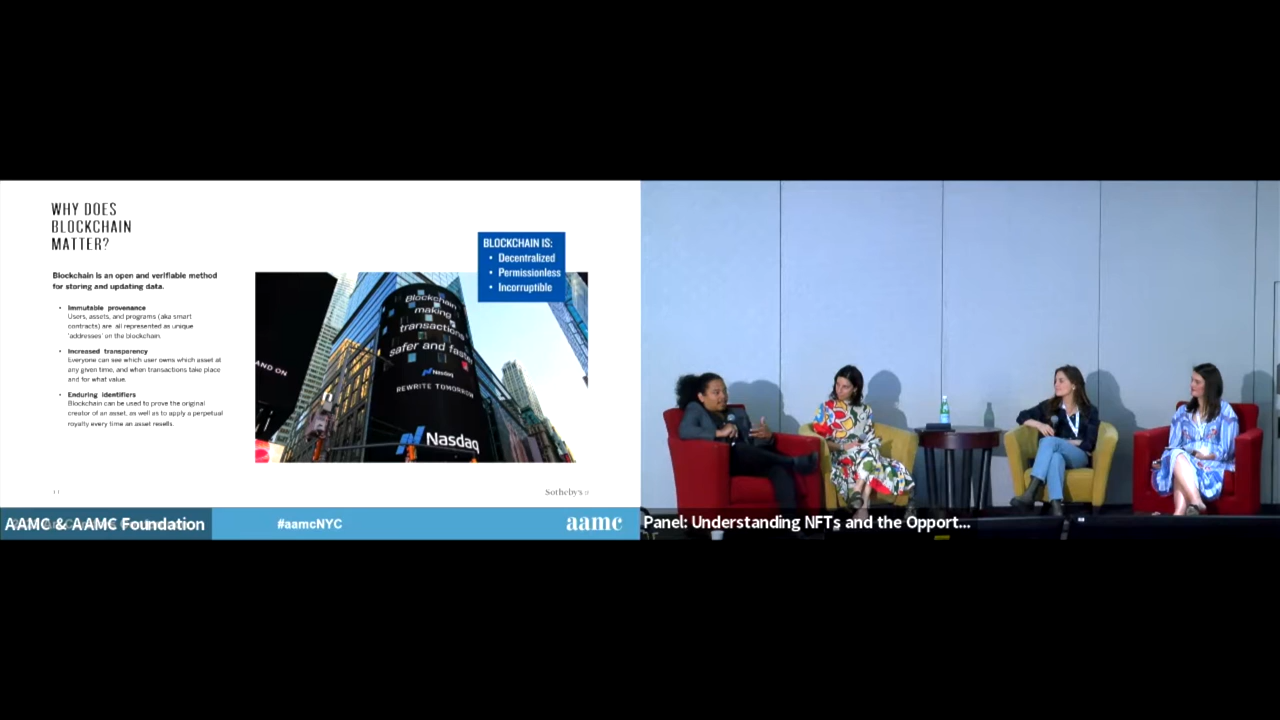 WHY DOES
BLOCKCHAIN
MATTER?
Blockchain is an open and verifiable method
for storing and updating data.
• Immutable provenance
Users, assets, and programs (aka smart
contracts) are all represented as unique
'addresses' on the blockchain.
• Increased transparency
Everyone can see which user owns which asset at
any given time, and when transactions take place
and for what value.
• Enduring identifiers
Blockchain can be used to prove the original
creator of an asset, as well as to apply a perpetual
royalty every time an asset resells.
BLOCKCHAIN IS:
• Decentralized
• Permissionless
• Incorruptible
Blockchain
making
transactions
safer and faster
Nasdaq
REWRITE TOMORROW
AND ON
Nasdaq
11
Sotheby's
AAMC & AAMC Foundation
#aamcNYC
aamc
Panel: Understanding NFTs and the Opport...